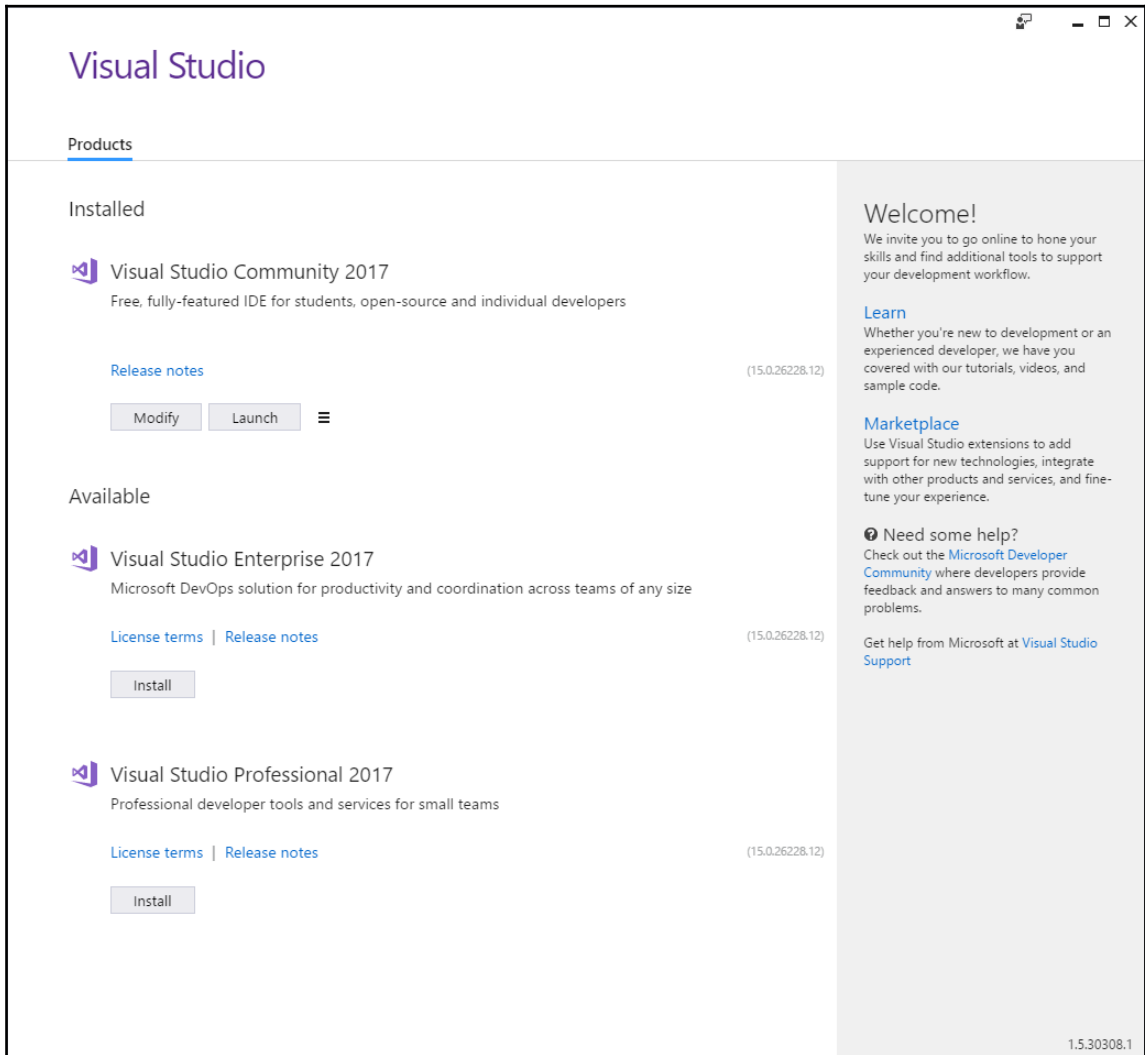 Visual Studio
Products
Installed
Visual Studio Community 2017
Free, fully-featured IDE for students, open-source and individual developers
Release notes
(15.0.26228.12)
Modify
Launch
Available
Visual Studio Enterprise 2017
Microsoft DevOps solution for productivity and coordination across teams of any size
License terms | Release notes
(15.0.26228.12)
Install
Visual Studio Professional 2017
Professional developer tools and services for small teams
License terms | Release notes
(15.0.26228.12)
Install
Welcome!
We invite you to go online to hone your
skills and find additional tools to support
your development workflow.
Learn
Whether you're new to development or an
experienced developer, we have you
covered with our tutorials, videos, and
sample code.
Marketplace
Use Visual Studio extensions to add
support for new technologies, integrate
with other products and services, and fine-
tune your experience.
Need some help?
Check out the Microsoft Developer
Community where developers provide
feedback and answers to many common
problems.
Get help from Microsoft at Visual Studio
Support
1.5.30308.1